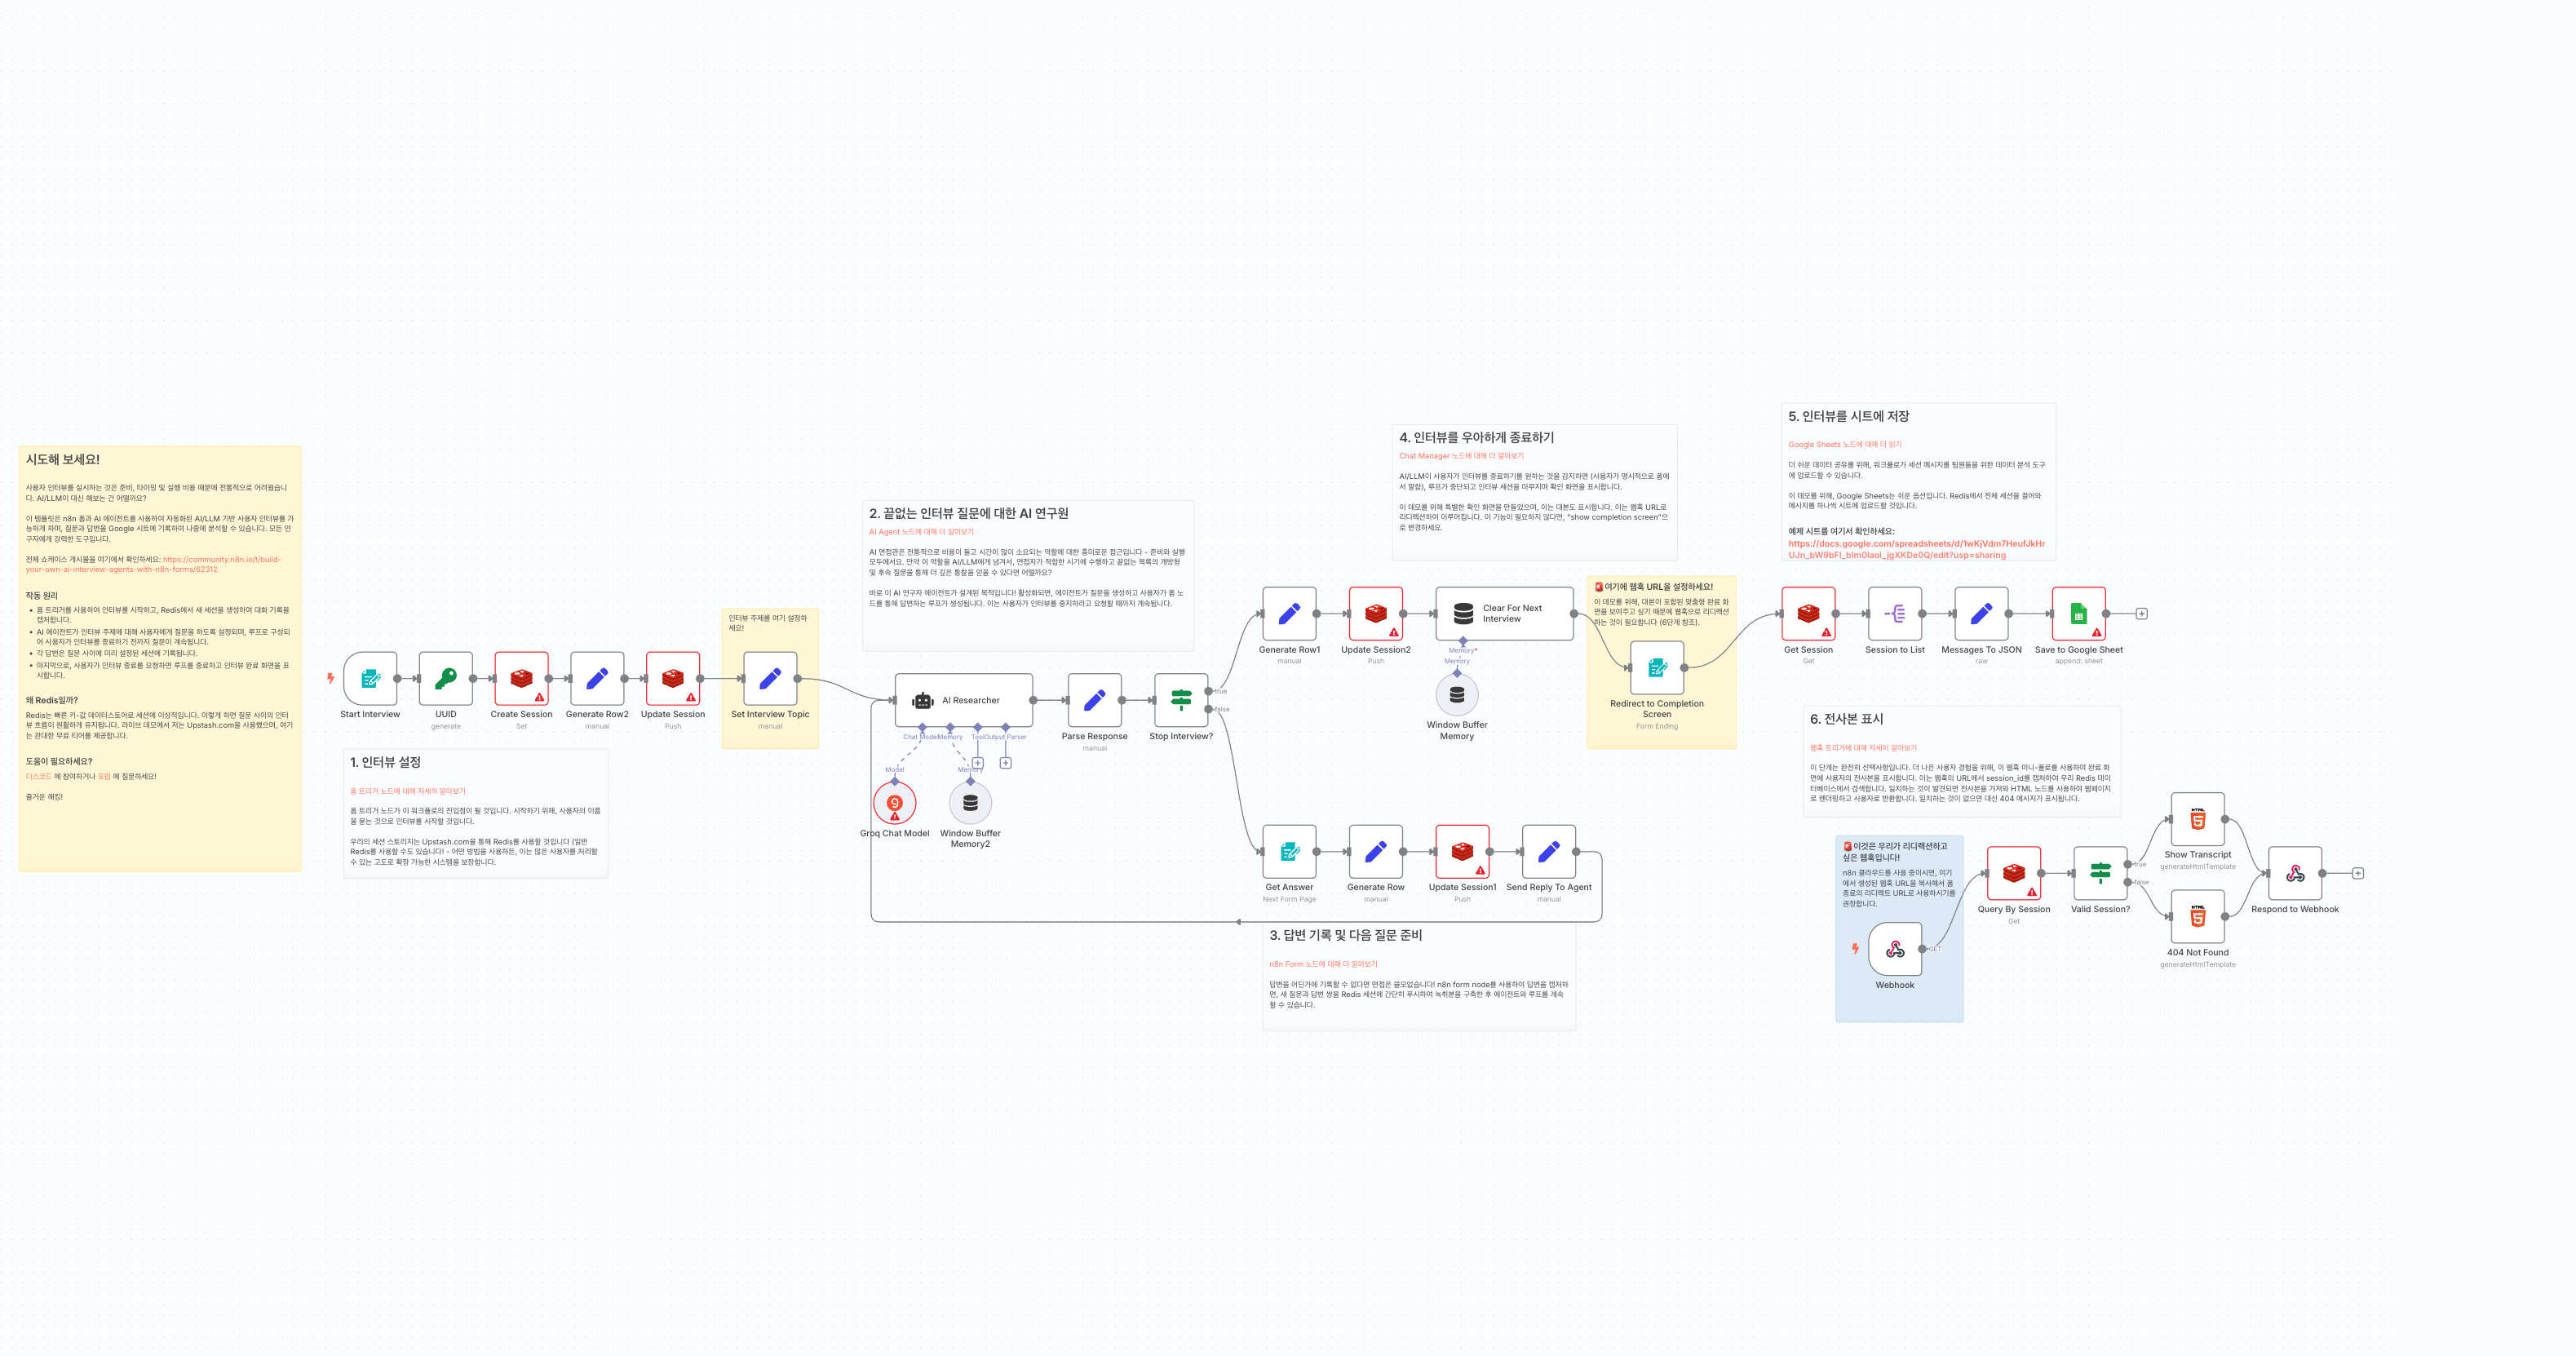 시도해 보세요!
사용자 인터뷰를 실시하는 것은 준비, 타이밍 및 실행 비용 때문에 전통적으로 어려웠습니
다. AI/LLM이 대신 해보는 건 어떨까요?
이 템플릿은 n8n 폼과 AI 에이전트를 사용하여 자동화된 AI/LLM 기반 사용자 인터뷰를 가
능하게 하며, 질문과 답변을 Google 시트에 기록하여 나중에 분석할 수 있습니다. 모든 연
구자에게 강력한 도구입니다.
전체 쇼케이스 게시물을 여기에서 확인하세요: https://community.n8n.io/t/build-
your-own-ai-interview-agents-with-n8n-forms/62312
작동 원리
• 폼 트리거를 사용하여 인터뷰를 시작하고, Redis에서 새 세션을 생성하여 대화 기록을
캡처합니다.
• AI 에이전트가 인터뷰 주제에 대해 사용자에게 질문을 하도록 설정되며, 루프로 구성되
어 사용자가 인터뷰를 종료하기 전까지 질문이 계속됩니다.
• 각 답변은 질문 사이에 미리 설정된 세션에 기록됩니다.
• 마지막으로, 사용자가 인터뷰 종료를 요청하면 루프를 종료하고 인터뷰 완료 화면을 표
시합니다.
왜 Redis일까?
Redis는 빠른 키-값 데이터스토어로 세션에 이상적입니다. 이렇게 하면 질문 사이의 인터
뷰 흐름이 원활하게 유지됩니다. 라이브 데모에서 저는 Upstash.com을 사용했으며, 여기
는 관대한 무료 티어를 제공합니다.
도움이 필요하세요?
디스코드 에 참여하거나 포럼 에 질문하세요!
즐거운 해킹!
Start Interview
UUID
generate
Create Session
Set
Generate Row2
manual
Update Session
Push
인터뷰 주제를 여기 설정하
세요!
Set Interview Topic
manual
1. 인터뷰 설정
폼 트리거 노드에 대해 자세히 알아보기
폼 트리거 노드가 이 워크플로의 진입점이 될 것입니다. 시작하기 위해, 사용자의 이름
을 묻는 것으로 인터뷰를 시작할 것입니다.
우리의 세션 스토리지는 Upstash.com을 통해 Redis를 사용할 것입니다 (일반
Redis를 사용할 수도 있습니다! - 어떤 방법을 사용하든, 이는 많은 사용자를 처리할
수 있는 고도로 확장 가능한 시스템을 보장합니다.
2. 끝없는 인터뷰 질문에 대한 AI 연구원
AI Agent 노드에 대해 더 알아보기
AI 면접관은 전통적으로 비용이 들고 시간이 많이 소요되는 역할에 대한 흥미로운 접근입니다 - 준비와 실행
모두에서요. 만약 이 역할을 AI/LLM에게 넘겨서, 면접자가 적합한 시기에 수행하고 끝없는 목록의 개방형
및 후속 질문을 통해 더 깊은 통찰을 얻을 수 있다면 어떨까요?
바로 이 AI 연구자 에이전트가 설계된 목적입니다! 활성화되면, 에이전트가 질문을 생성하고 사용자가 폼 노
드를 통해 답변하는 루프가 생성됩니다. 이는 사용자가 인터뷰를 중지하라고 요청할 때까지 계속됩니다.
AI Researcher
Chat Model
Memory
Tool
Output Parser
Model
Memory
Groq Chat Model
Window Buffer
Memory2
Parse Response
manual
Stop Interview?
true
false
4. 인터뷰를 우아하게 종료하기
Chat Manager 노드에 대해 더 알아보기
AI/LLM이 사용자가 인터뷰를 종료하기를 원하는 것을 감지하면 (사용자가 명시적으로 폼에
서 말함), 루프가 중단되고 인터뷰 세션을 마무리하며 확인 화면을 표시합니다.
이 데모를 위해 특별한 확인 화면을 만들었으며, 이는 대본도 표시합니다. 이는 웹훅 URL로
리디렉션하여 이루어집니다. 이 기능이 필요하지 않다면, "show completion screen"으
로 변경하세요.
Generate Row1
manual
Update Session2
Push
Clear For Next
Interview
Memory*
Memory
Window Buffer
Memory
🚨여기에 웹훅 URL을 설정하세요!
이 데모를 위해, 대본이 포함된 맞춤형 완료 화
면을 보여주고 싶기 때문에 웹훅으로 리디렉션
하는 것이 필요합니다 (6단계 참조).
Redirect to Completion
Screen
Form Ending
Get Answer
Next Form Page
Generate Row
manual
Update Session1
Push
Send Reply To Agent
manual
3. 답변 기록 및 다음 질문 준비
n8n Form 노드에 대해 더 알아보기
답변을 어딘가에 기록할 수 없다면 면접은 쓸모없습니다! n8n form node를 사용하여 답변을 캡처하
면, 새 질문과 답변 쌍을 Redis 세션에 간단히 푸시하여 녹취본을 구축한 후 에이전트와 루프를 계속
할 수 있습니다.
5. 인터뷰를 시트에 저장
Google Sheets 노드에 대해 더 읽기
더 쉬운 데이터 공유를 위해, 워크플로가 세션 메시지를 팀원들을 위한 데이터 분석 도구
에 업로드할 수 있습니다.
이 데모를 위해, Google Sheets는 쉬운 옵션입니다. Redis에서 전체 세션을 끌어와
메시지를 하나씩 시트에 업로드할 것입니다.
예제 시트를 여기서 확인하세요:
https://docs.google.com/spreadsheets/d/1wKjVdm7HeufJkHr
UJn_bW9bFI_blm0laoI_jgXKDe0Q/edit?usp=sharing
Get Session
Get
Session to List
Messages To JSON
raw
Save to Google Sheet
append: sheet
6. 전사본 표시
웹훅 트리거에 대해 자세히 알아보기
이 단계는 완전히 선택사항입니다. 더 나은 사용자 경험을 위해, 이 웹훅 미니-플로를 사용하여 완료 화
면에 사용자의 전사본을 표시합니다. 이는 웹훅의 URL에서 session_id를 캡처하여 우리 Redis 데이
터베이스에서 검색합니다. 일치하는 것이 발견되면 전사본을 가져와 HTML 노드를 사용하여 웹페이지
로 렌더링하고 사용자로 반환합니다. 일치하는 것이 없으면 대신 404 메시지가 표시됩니다.
🚨이것은 우리가 리디렉션하고
싶은 웹훅입니다!
n8n 클라우드를 사용 중이시면, 여기
에서 생성된 웹훅 URL을 복사해서 폼
종료의 리디렉트 URL로 사용하시기를
권장합니다.
GET
Webhook
Query By Session
Get
Valid Session?
true
false
Show Transcript
generateHtmlTemplate
404 Not Found
generateHtmlTemplate
Respond to Webhook